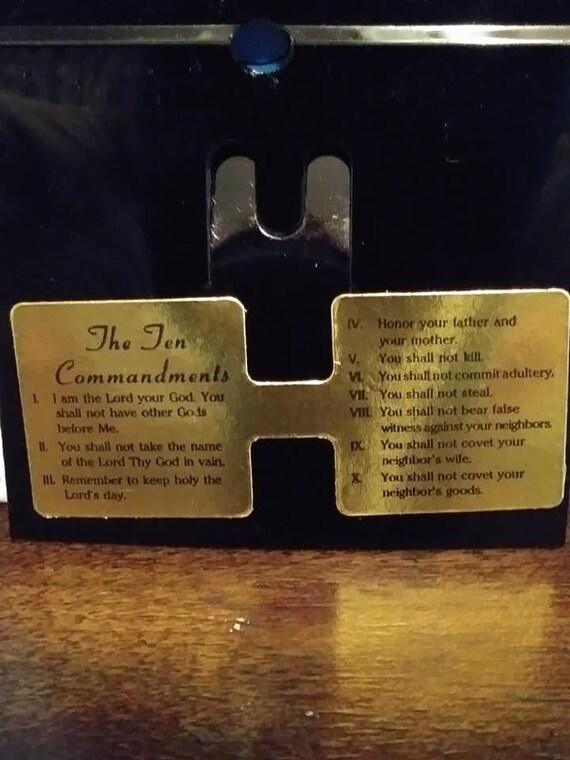 The Ten
Commandments
I. I am the Lord your God. You
shall not have other Gods
before Me.
II. You shall not take the name
of the Lord Thy God in vain.
III. Remember to keep holy the
Lord's day.
IV. Honor your father and
your mother.
V. You shall not kill.
VI. You shall not commit adultery.
VII. You shall not steal.
VIII. You shall not bear false
witness against your neighbors.
IX. You shall not covet your
neighbor's wife.
X. You shall not covet your
neighbor's goods.